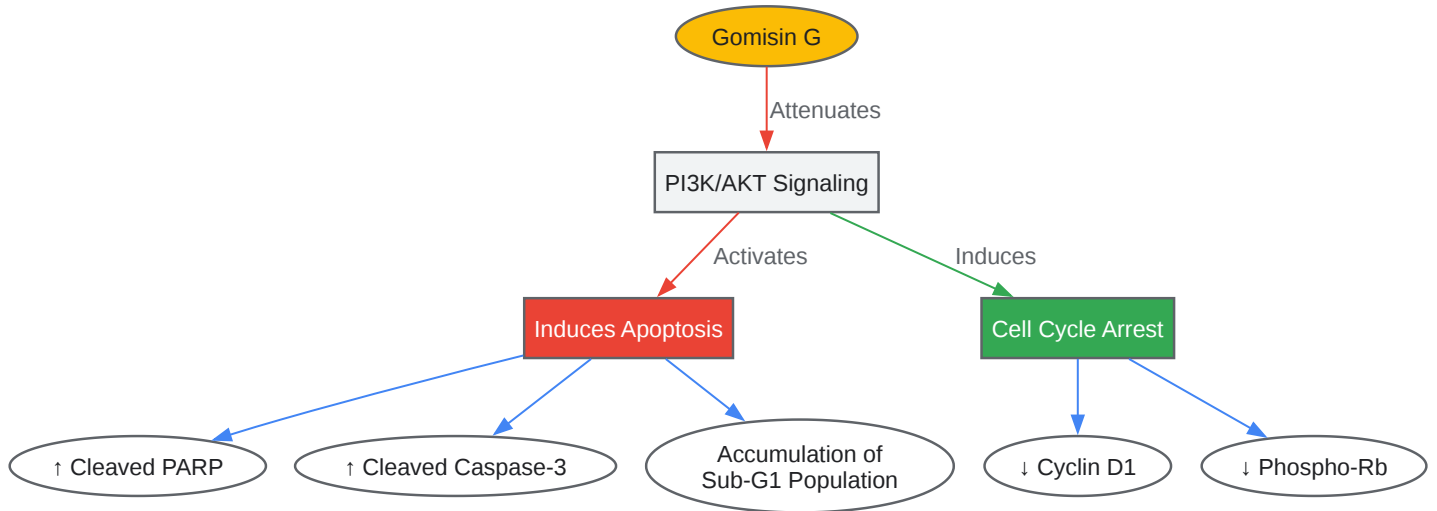 Gomisin G
Attenuates
PI3K/AKT Signaling
Activates
Induces
Induces Apoptosis
Cell Cycle Arrest
↑ Cleaved PARP
↑ Cleaved Caspase-3
Accumulation of
Sub-G1 Population
↓ Cyclin D1
↓ Phospho-Rb